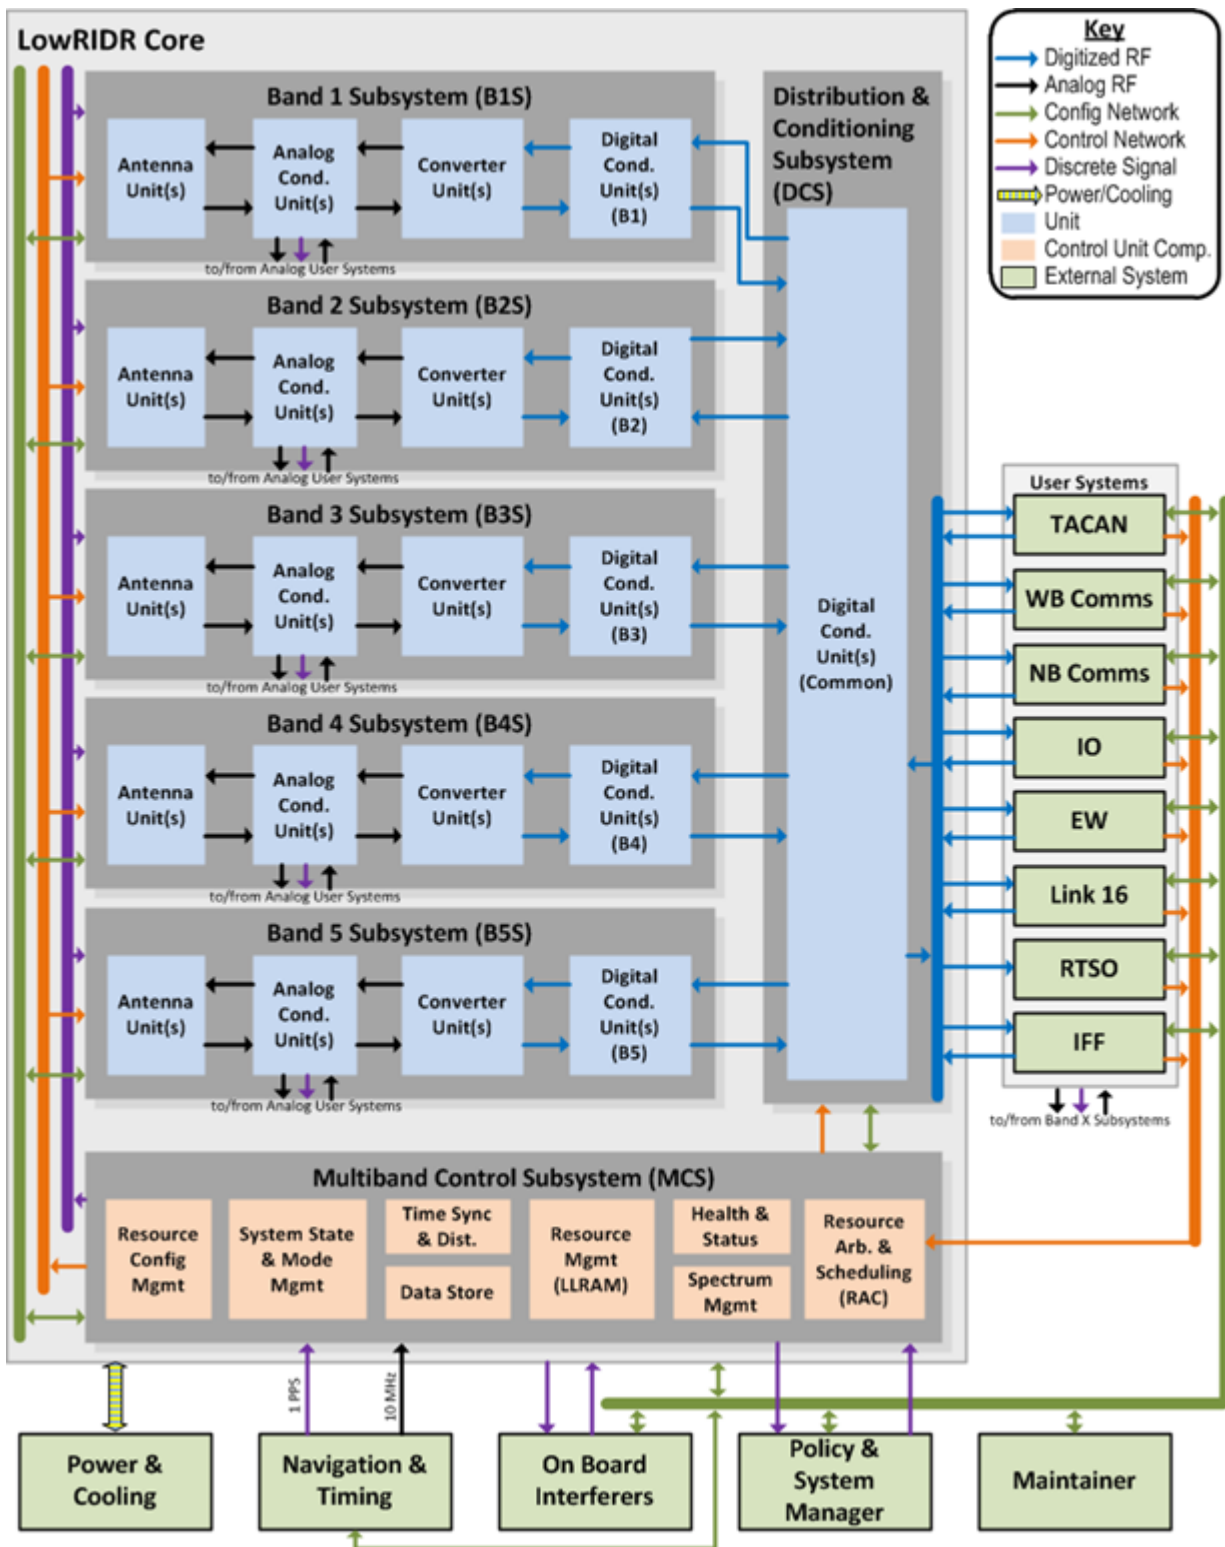 LowRIDR Core
Key
Digitized RF
Analog RF
Config Network
Control Network
Discrete Signal
Power/Cooling
Unit
Control Unit Comp.
External System
Band 1 Subsystem (B1S)
Antenna
Unit(s)
Analog
Cond.
Unit(s)
Converter
Unit(s)
Digital
Cond.
Unit(s)
(B1)
to/from Analog User Systems
Band 2 Subsystem (B2S)
Antenna
Unit(s)
Analog
Cond.
Unit(s)
Converter
Unit(s)
Digital
Cond.
Unit(s)
(B2)
to/from Analog User Systems
Band 3 Subsystem (B3S)
Antenna
Unit(s)
Analog
Cond.
Unit(s)
Converter
Unit(s)
Digital
Cond.
Unit(s)
(B3)
to/from Analog User Systems
Band 4 Subsystem (B4S)
Antenna
Unit(s)
Analog
Cond.
Unit(s)
Converter
Unit(s)
Digital
Cond.
Unit(s)
(B4)
to/from Analog User Systems
Band 5 Subsystem (B5S)
Antenna
Unit(s)
Analog
Cond.
Unit(s)
Converter
Unit(s)
Digital
Cond.
Unit(s)
(B5)
to/from Analog User Systems
Distribution &
Conditioning
Subsystem
(DCS)
Digital
Cond.
Unit(s)
(Common)
User Systems
TACAN
WB Comms
NB Comms
IO
EW
Link 16
RTSO
IFF
to/from Band X Subsystems
Multiband Control Subsystem (MCS)
Resource
Config
Mgmt
System State
& Mode
Mgmt
Time Sync
& Dist.
Data Store
Resource
Mgmt
(LLRAM)
Health &
Status
Spectrum
Mgmt
Resource
Arb. &
Scheduling
(RAC)
1 PPS
10 MHz
Power &
Cooling
Navigation &
Timing
On Board
Interferers
Policy &
System
Manager
Maintainer